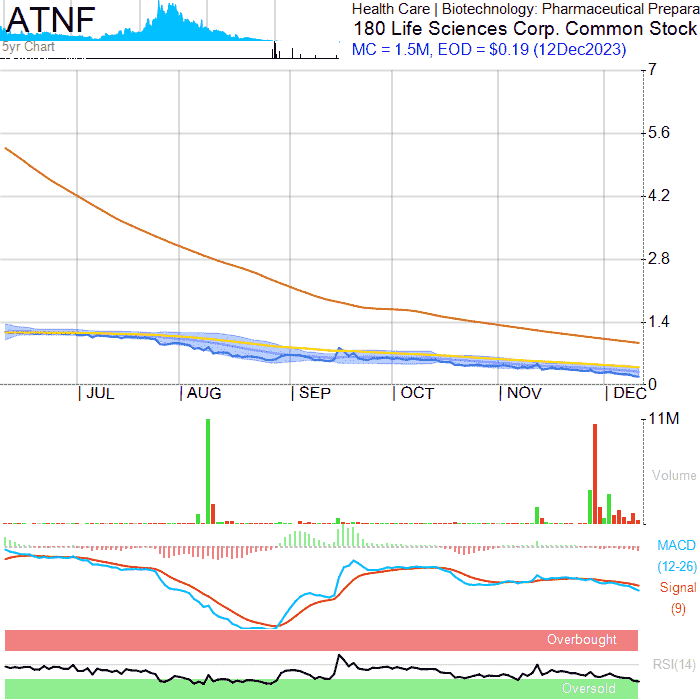 ATNF
Health Care | Biotechnology: Pharmaceutical Prepara
180 Life Sciences Corp. Common Stock
5yr Chart
MC = 1.5M, EOD = $0.19 (12Dec2023)
7
5.6
4.2
2.8
1.4
0
JUL
AUG
SEP
OCT
NOV
DEC
11M
Volume
MACD
(12-26)
Signal
(9)
Overbought
RSI(14)
Oversold